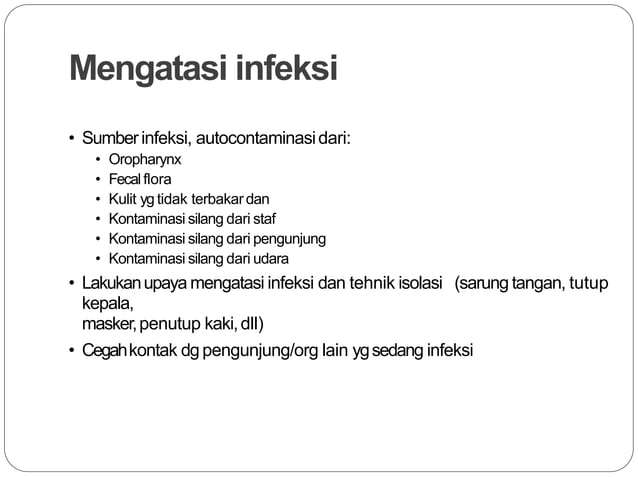 Mengatasi infeksi
• Sumber infeksi, autocontaminasi dari:
• Oropharynx
• Fecal flora
• Kulit yg tidak terbakar dan
• Kontaminasi silang dari staf
• Kontaminasi silang dari pengunjung
• Kontaminasi silang dari udara
• Lakukan upaya mengatasi infeksi dan tehnik isolasi (sarung tangan, tutup
kepala,
masker, penutup kaki, dll)
• Cegah kontak dg pengunjung/org lain yg sedang infeksi